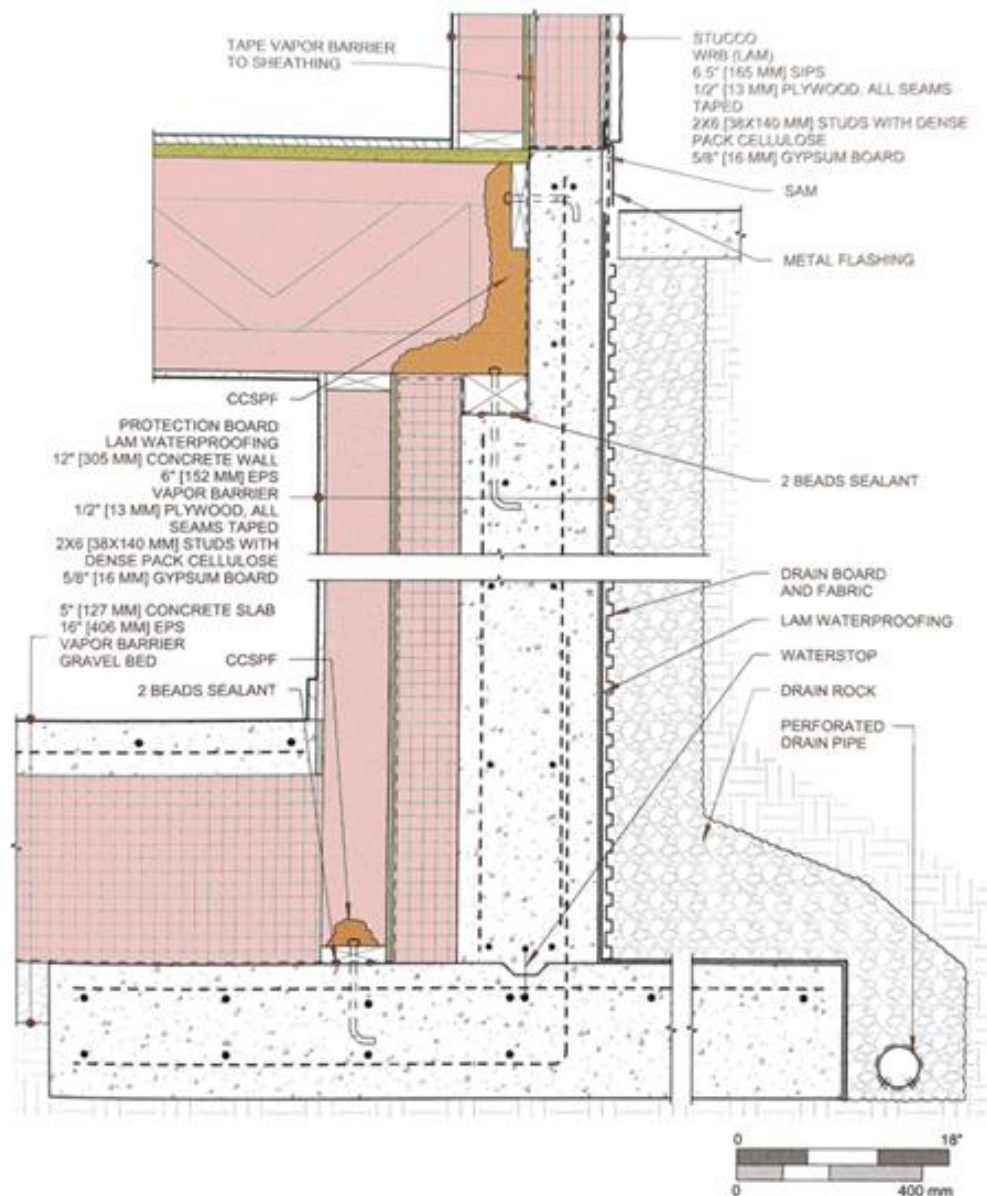 TAPE VAPOR BARRIER
TO SHEATHING
STUCCO
WRB (LAM)
6.5" [165 MM] SIPS
1/2" [13 MM] PLYWOOD, ALL SEAMS
TAPED
2X6 [38X140 MM] STUDS WITH DENSE
PACK CELLULOSE
5/8" [16 MM] GYPSUM BOARD
SAM
METAL FLASHING
CCSPF
PROTECTION BOARD
LAM WATERPROOFING
12" [305 MM] CONCRETE WALL
6" [152 MM] EPS
VAPOR BARRIER
1/2" [13 MM] PLYWOOD, ALL
SEAMS TAPED
2X6 [38X140 MM] STUDS WITH
DENSE PACK CELLULOSE
5/8" [16 MM] GYPSUM BOARD
2 BEADS SEALANT
5" [127 MM] CONCRETE SLAB
16" [406 MM] EPS
VAPOR BARRIER
GRAVEL BED
CCSPF
2 BEADS SEALANT
DRAIN BOARD
AND FABRIC
LAM WATERPROOFING
WATERSTOP
DRAIN ROCK
PERFORATED
DRAIN PIPE
0 18"
0 400 mm